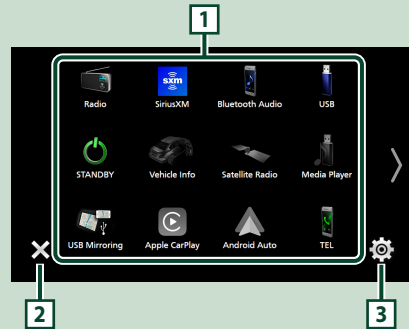 1
sxm
Radio SiriusXM Bluetooth Audio USB
STANDBY Vehicle Info Satellite Radio Media Player
USB Mirroring Apple CarPlay Android Auto TEL
2 3